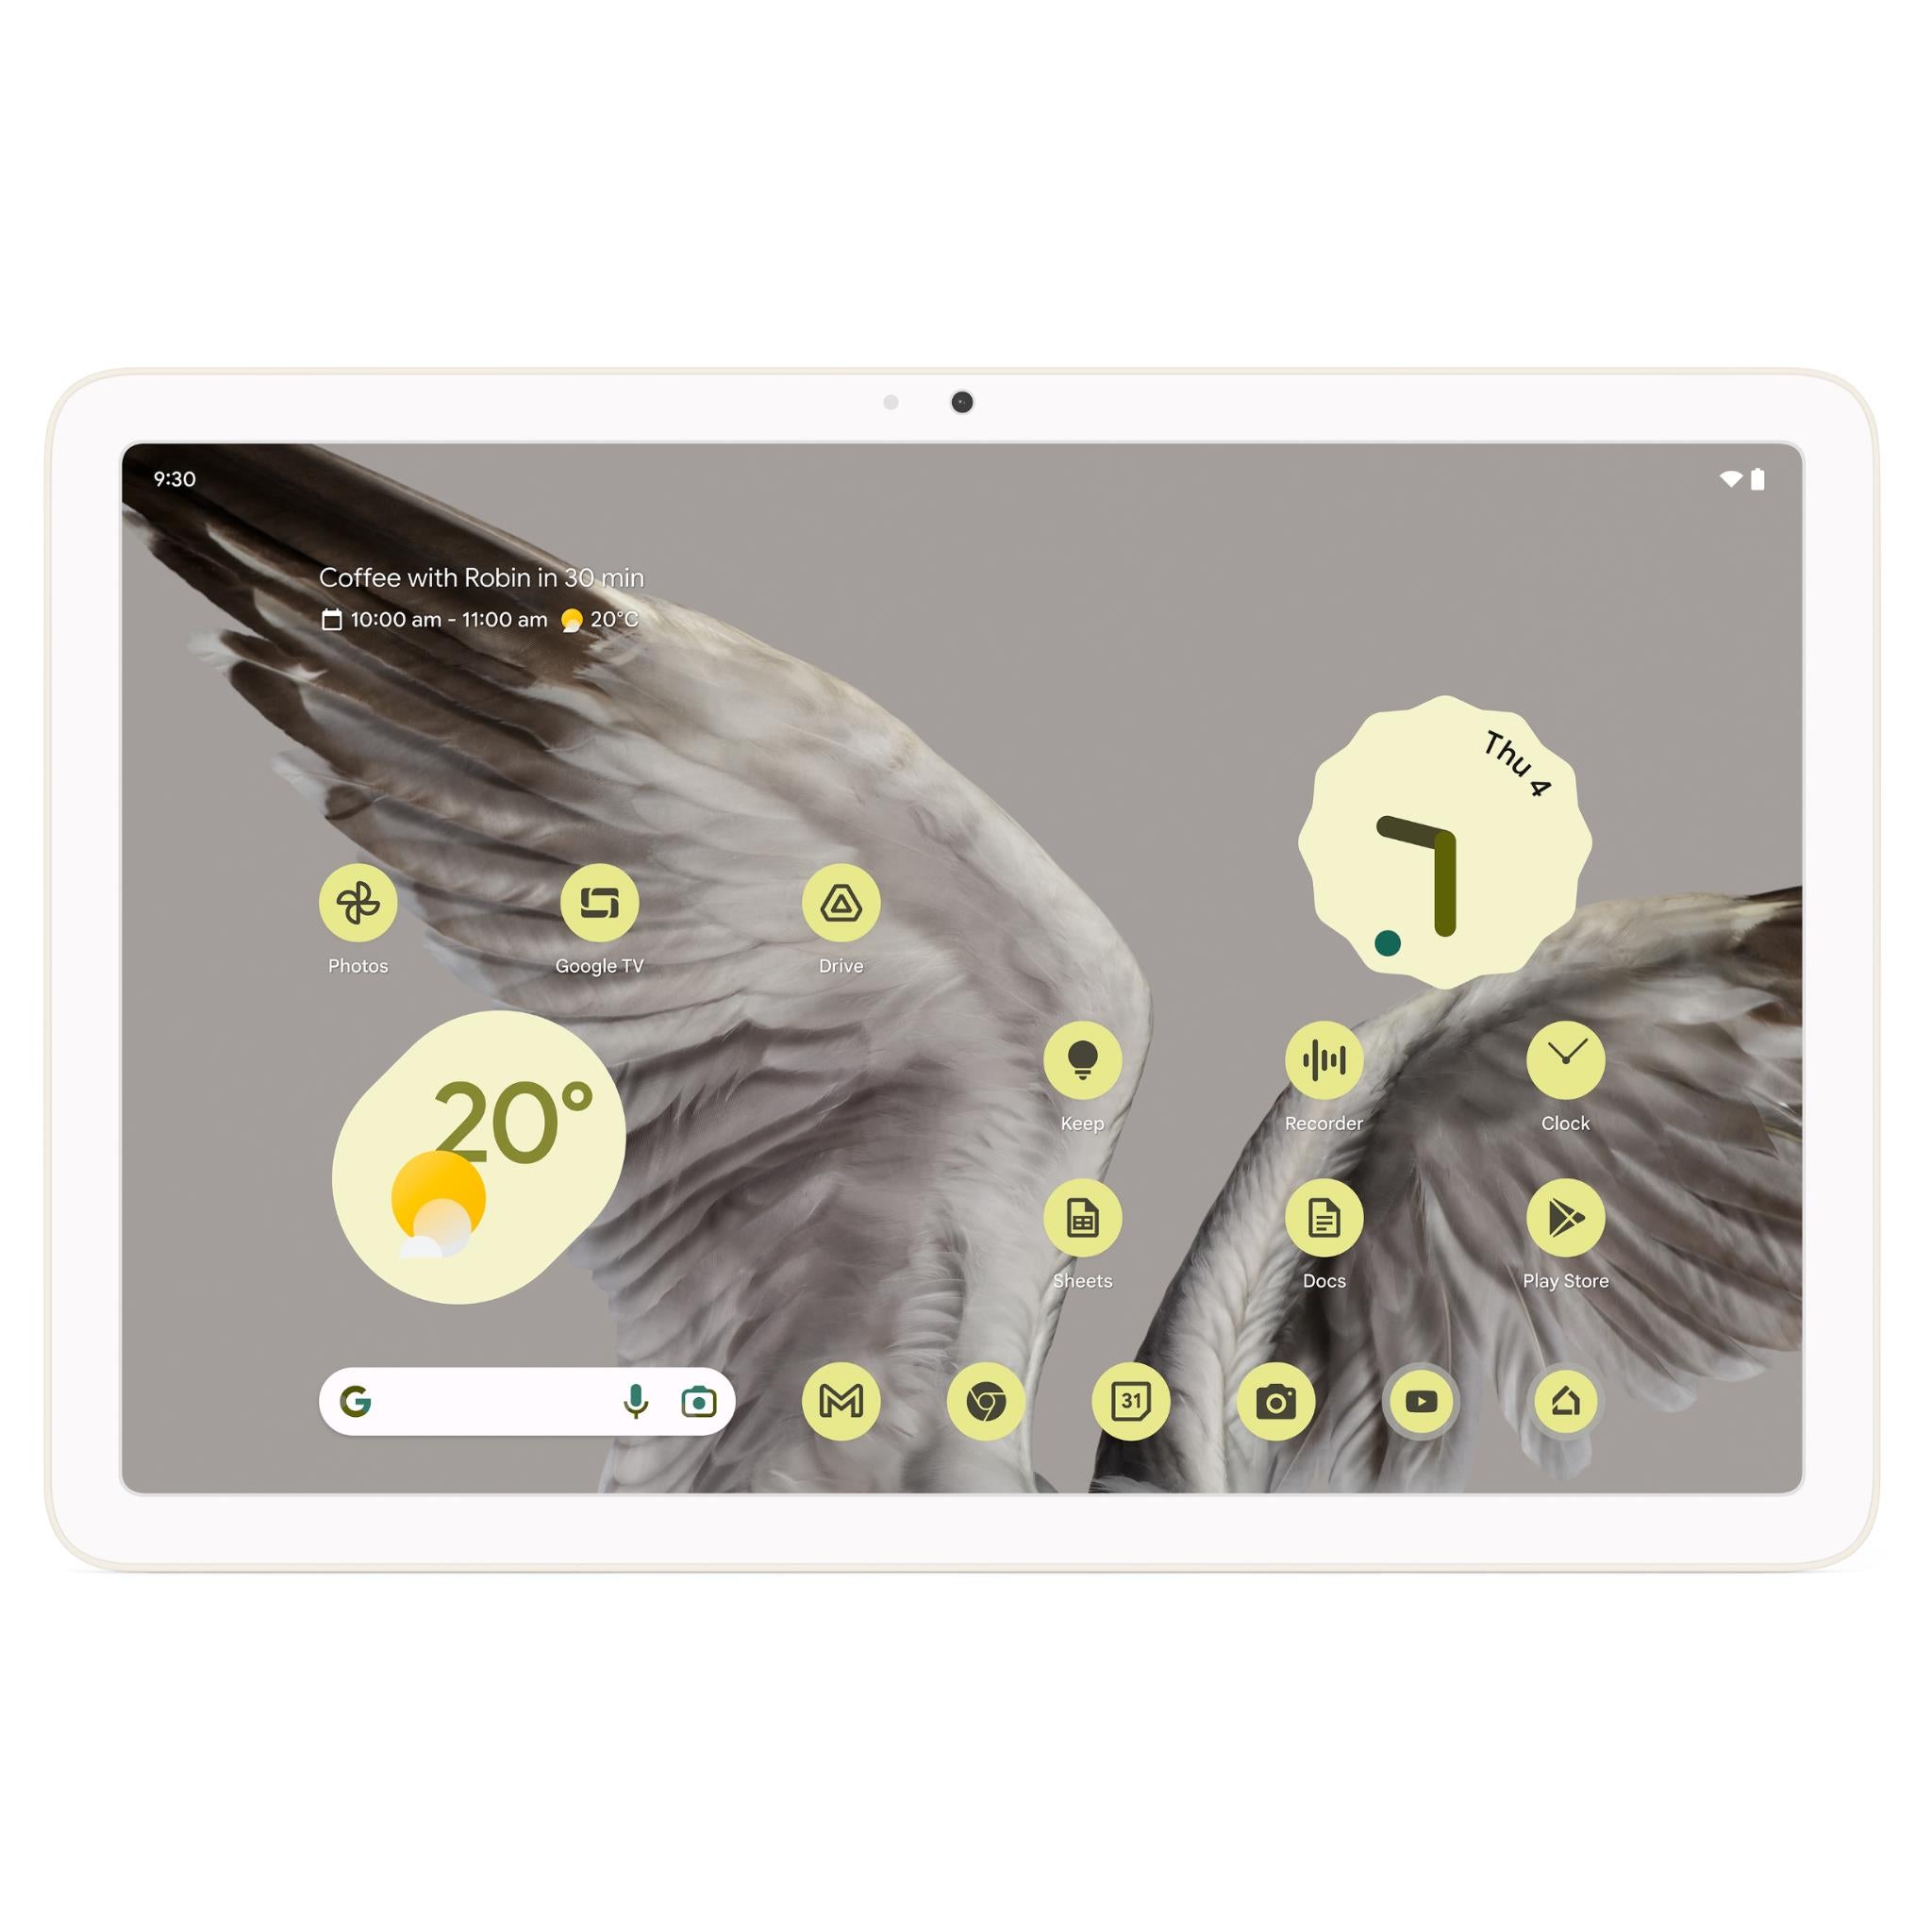 9:30
Coffee with Robin in 30 min
10:00 am - 11:00 am 20°C
Thu 4
Photos
Google TV
Drive
20°
Keep
Recorder
Clock
Sheets
Docs
Play Store
G
31